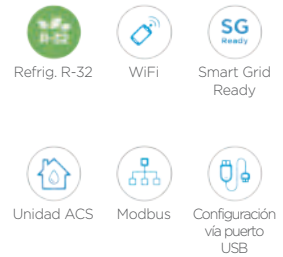 R-32
SG
Ready
Refrig. R-32
WiFi
Smart Grid
Ready
Unidad ACS
Modbus
Configuración
vía puerto
USB